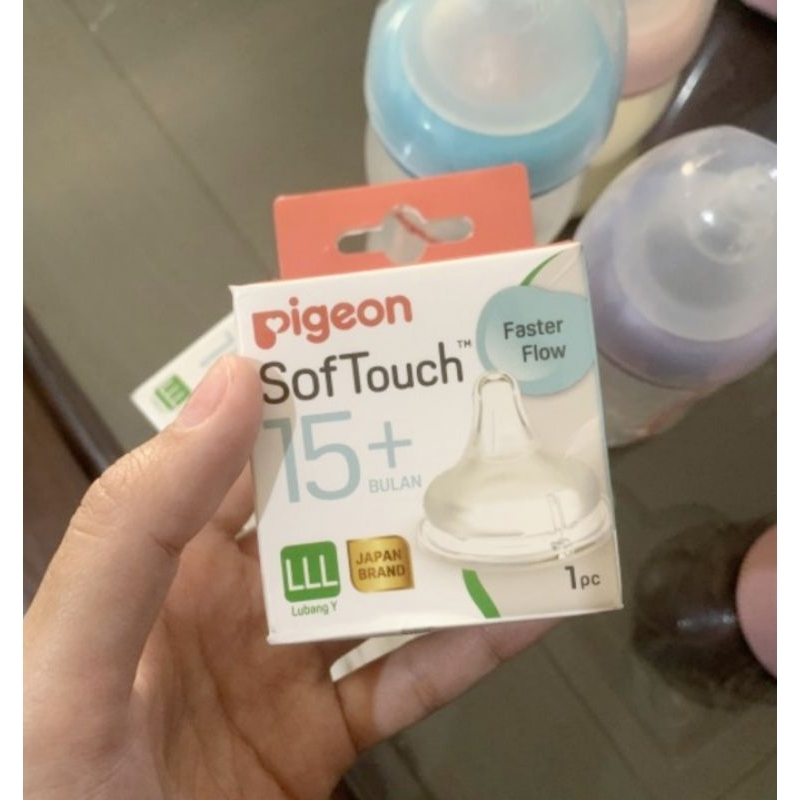 pigeon
SofTouch™
Faster
Flow
15+
BULAN
LLL
Lubang Y
JAPAN
BRAND
1pc